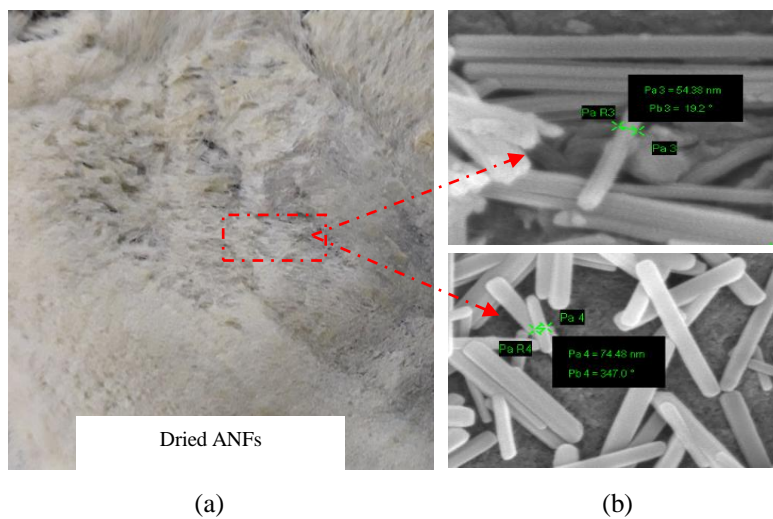 Pa 3 = 54.38 nm
Pb 3 = 19.2 °
Pa R3
Pa 3
Pa 4
Pa R4
Pa 4 = 74.48 nm
Pb 4 = 347.0 °
Dried ANFs
(a)
(b)